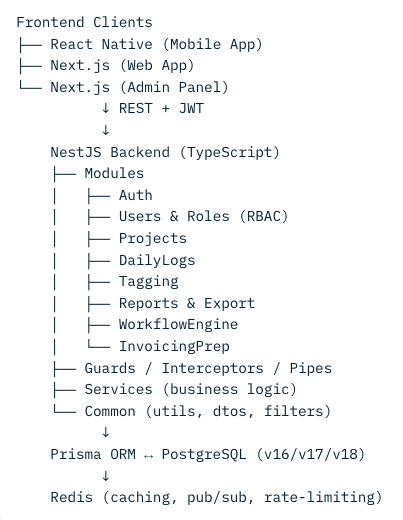 Frontend Clients
├── React Native (Mobile App)
├── Next.js (Web App)
└── Next.js (Admin Panel)
          ↓ REST + JWT
          ↓
    NestJS Backend (TypeScript)
    ├── Modules
    │   ├── Auth
    │   ├── Users & Roles (RBAC)
    │   ├── Projects
    │   ├── DailyLogs
    │   ├── Tagging
    │   ├── Reports & Export
    │   ├── WorkflowEngine
    │   └── InvoicingPrep
    ├── Guards / Interceptors / Pipes
    ├── Services (business logic)
    └── Common (utils, dtos, filters)
          ↓
    Prisma ORM ↔ PostgreSQL (v16/v17/v18)
          ↓
    Redis (caching, pub/sub, rate-limiting)